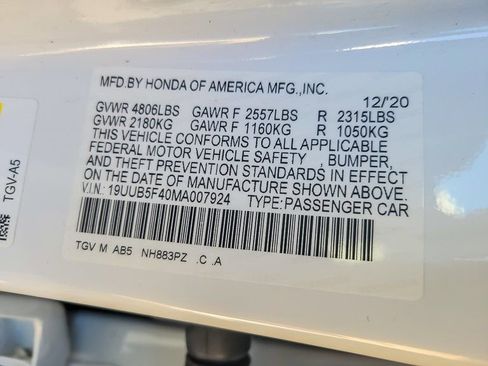 MFD.BY HONDA OF AMERICA MFG.,INC.
12/'20
GVWR 4806LBS GAWR F 2557LBS R 2315LBS
GVWR 2180KG GAWR F 1160KG R 1050KG
THIS VEHICLE CONFORMS TO ALL APPLICABLE
FEDERAL MOTOR VEHICLE SAFETY , BUMPER,
AND THEFT PREVENTION STANDARDS IN EFFECT
ON THE DATE OF MANUFACTURE SHOWN ABOVE.
V.I.N: 19UUB5F40MA007924 TYPE:PASSENGER CAR
TGV M AB5 NH883PZ .C .A
TGV-A5